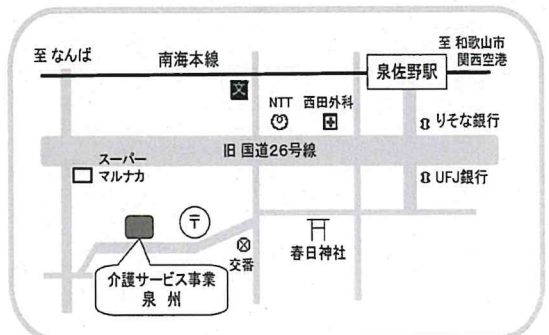 至 なんば
南海本線
泉佐野駅
至 和歌山市
関西空港
文
NTT
西田外科
りそな銀行
旧 国道26号線
スーパー
マルナカ
UFJ銀行
〒
交番
春日神社
介護サービス事業
泉 州